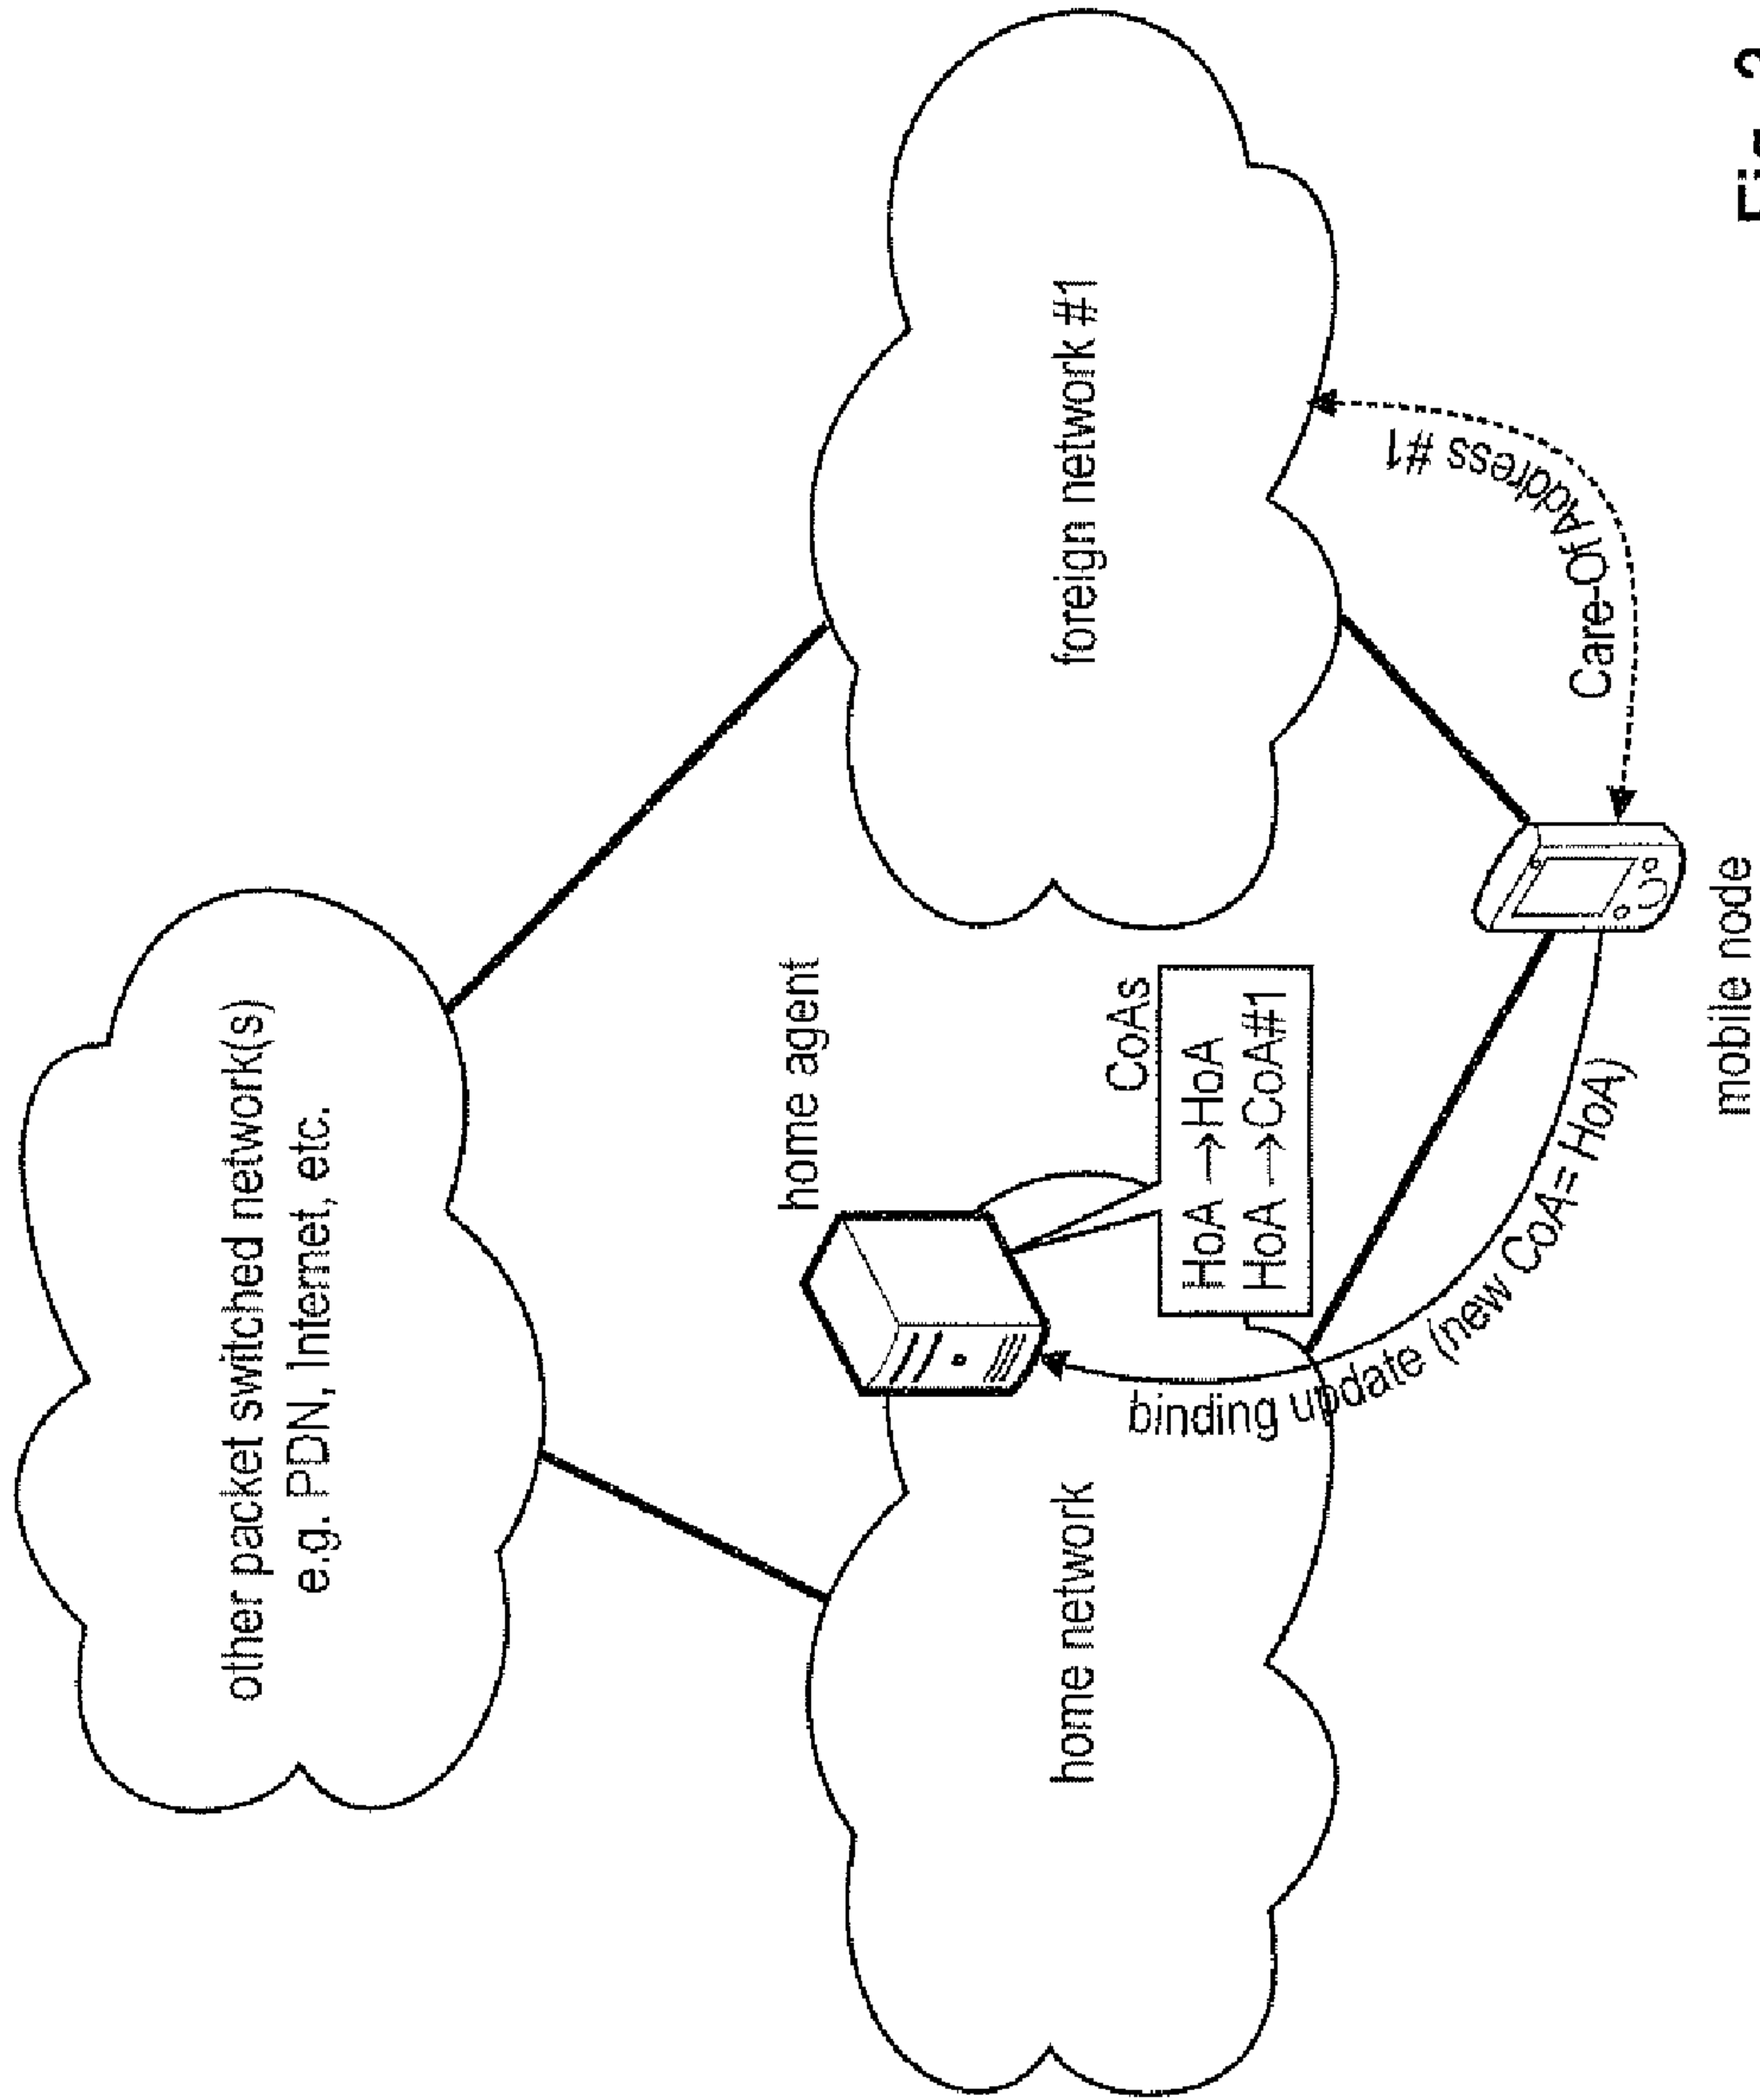 other packet switched network(s)
e.g. PDN, Internet, etc.
home agent
CoAs
HoA →HoA
HoA →CoA#1
home network
foreign network #1
binding update (new CoA= HoA)
Care-Of Address #1
mobile node